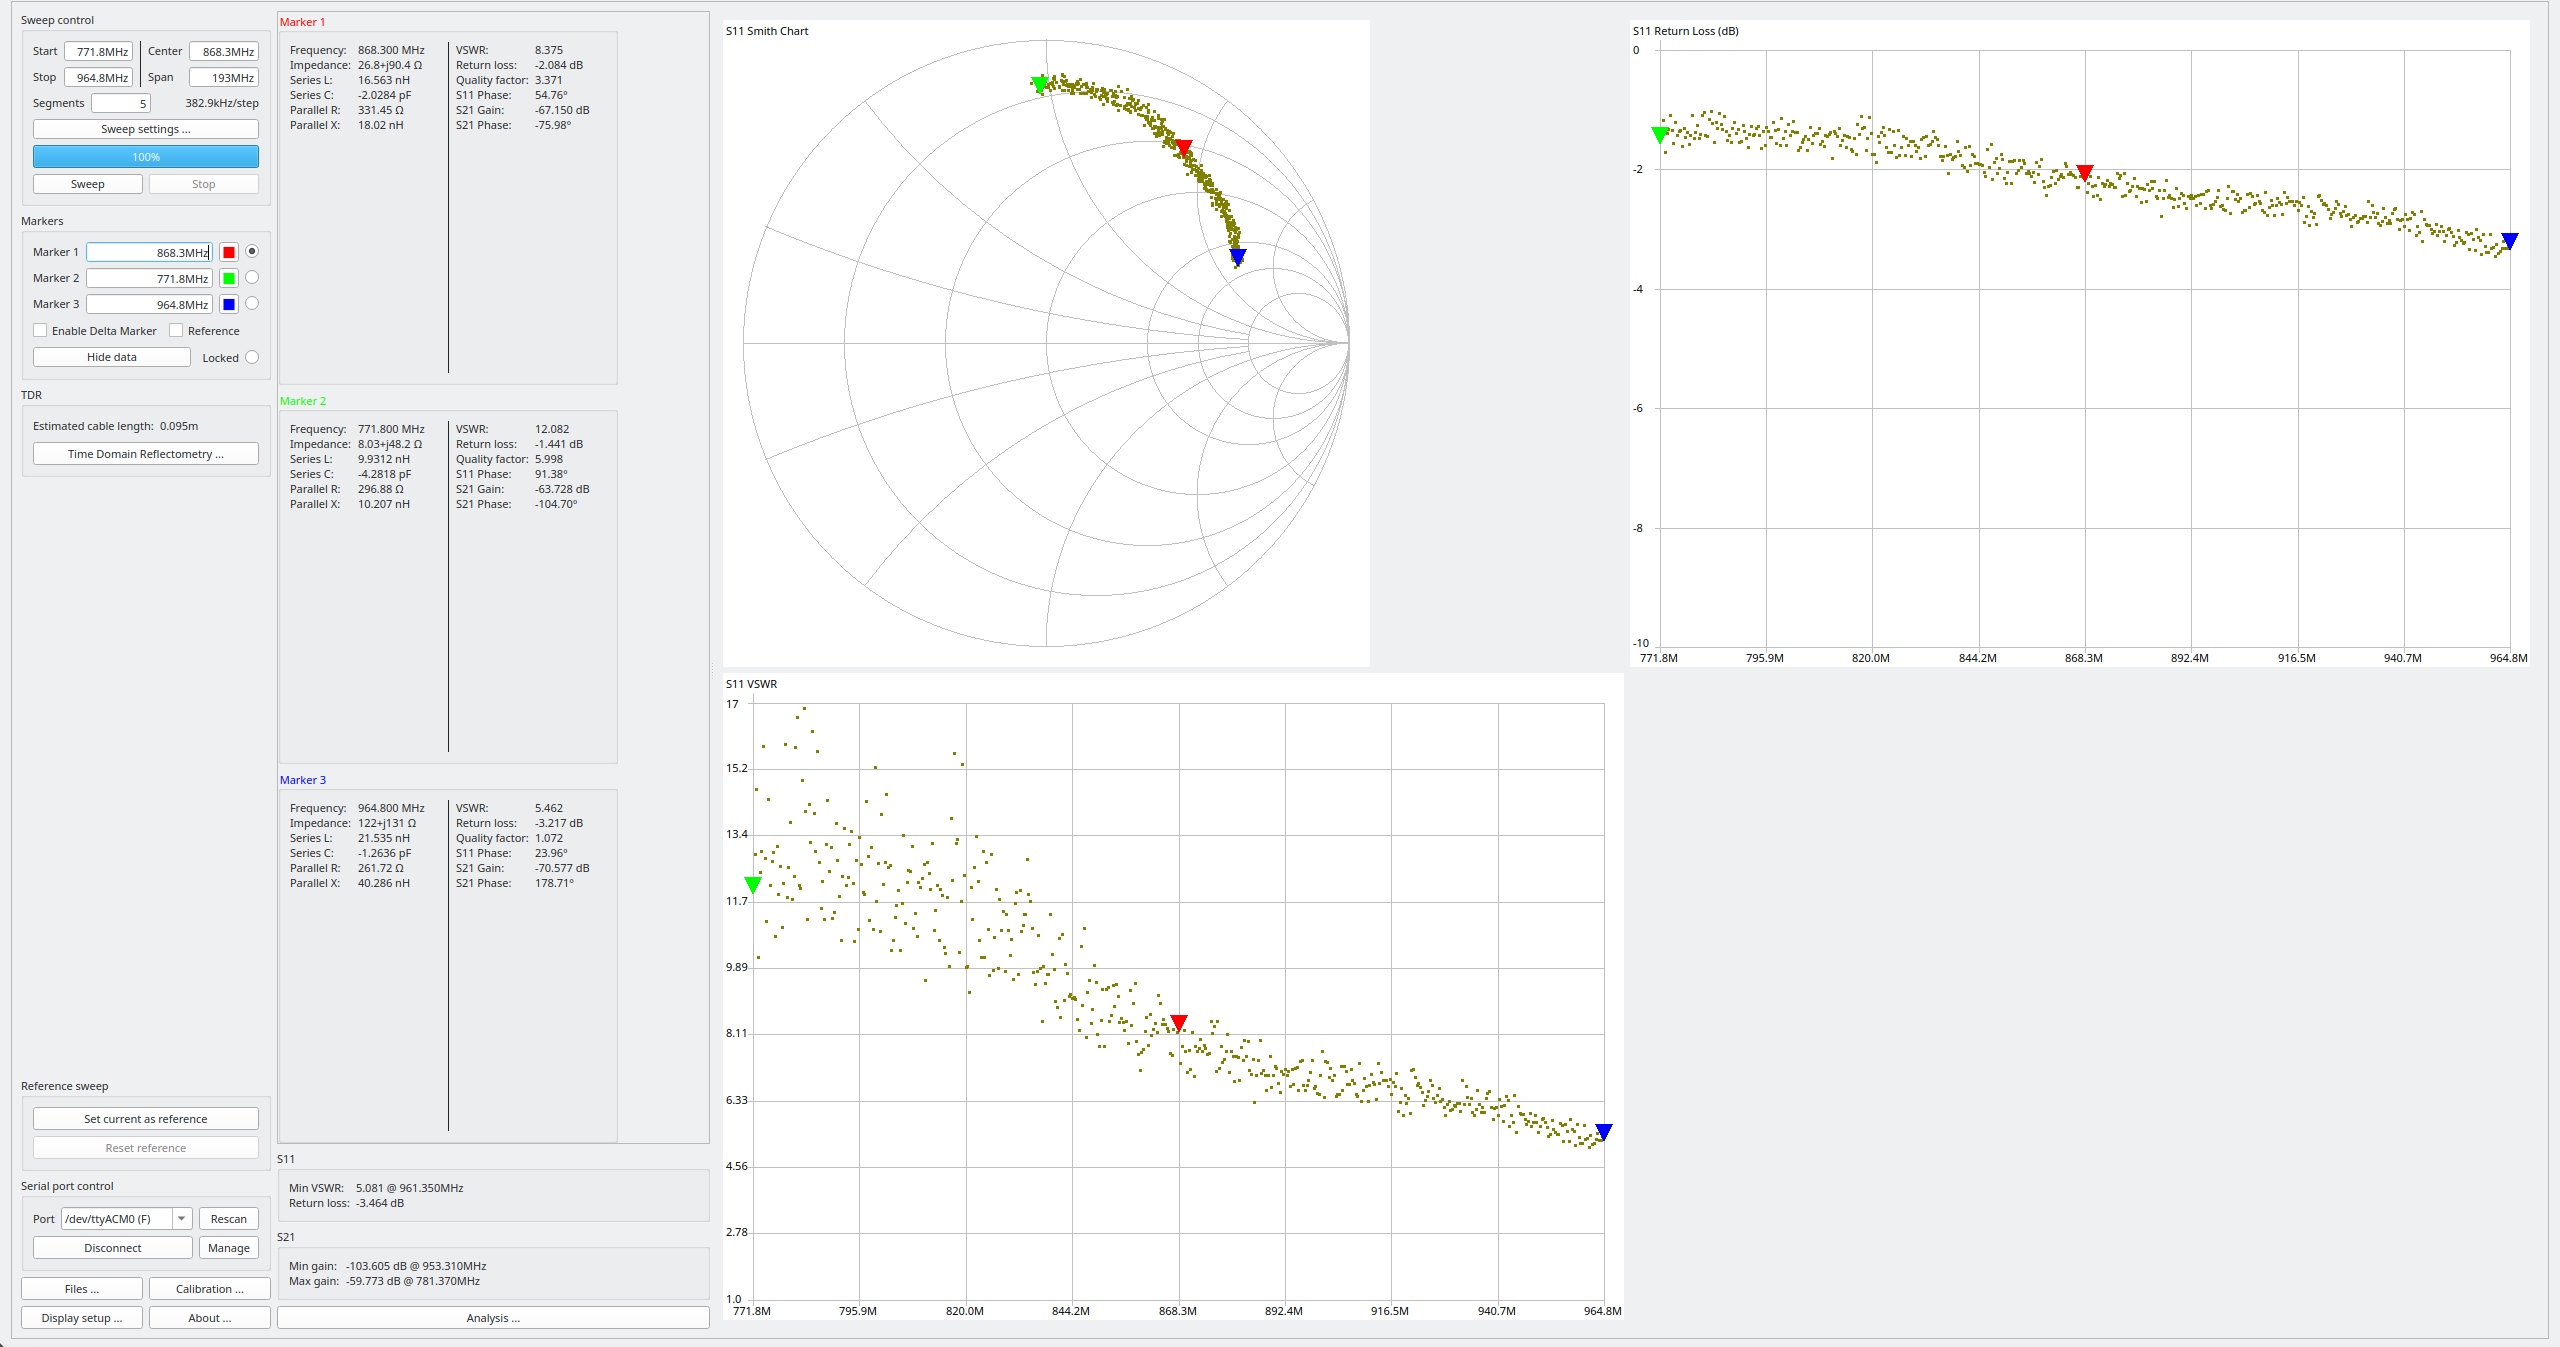 Sweep control
Start 771.8MHz Center 868.3MHz
Stop 964.8MHz Span 193MHz
Segments 5 382.9kHz/step
Sweep settings ...
100%
Sweep Stop
Markers
Marker 1 868.3MHz
Marker 2 771.8MHz
Marker 3 964.8MHz
Enable Delta Marker Reference
Hide data Locked
TDR
Estimated cable length: 0.095m
Time Domain Reflectometry ...
Reference sweep
Set current as reference
Reset reference
Serial port control
Port /dev/ttyACM0 (F) Rescan
Disconnect Manage
Files ... Calibration ...
Display setup ... About ...
Marker 1
Frequency: 868.300 MHz VSWR: 8.375
Impedance: 26.8+j90.4 Ω Return loss: -2.084 dB
Series L: 16.563 nH Quality factor: 3.371
Series C: -2.0284 pF S11 Phase: 54.76°
Parallel R: 331.45 Ω S21 Gain: -67.150 dB
Parallel X: 18.02 nH S21 Phase: -75.98°
Marker 2
Frequency: 771.800 MHz VSWR: 12.082
Impedance: 8.03+j48.2 Ω Return loss: -1.441 dB
Series L: 9.9312 nH Quality factor: 5.998
Series C: -4.2818 pF S11 Phase: 91.38°
Parallel R: 296.88 Ω S21 Gain: -63.728 dB
Parallel X: 10.207 nH S21 Phase: -104.70°
Marker 3
Frequency: 964.800 MHz VSWR: 5.462
Impedance: 122+j131 Ω Return loss: -3.217 dB
Series L: 21.535 nH Quality factor: 1.072
Series C: -1.2636 pF S11 Phase: 23.96°
Parallel R: 261.72 Ω S21 Gain: -70.577 dB
Parallel X: 40.286 nH S21 Phase: 178.71°
S11
Min VSWR: 5.081 @ 961.350MHz
Return loss: -3.464 dB
S21
Min gain: -103.605 dB @ 953.310MHz
Max gain: -59.773 dB @ 781.370MHz
Analysis ...
S11 Smith Chart
S11 Return Loss (dB)
0
-2
-4
-6
-8
-10
771.8M 795.9M 820.0M 844.2M 868.3M 892.4M 916.5M 940.7M 964.8M
S11 VSWR
17
15.2
13.4
11.7
9.89
8.11
6.33
4.56
2.78
1.0
771.8M 795.9M 820.0M 844.2M 868.3M 892.4M 916.5M 940.7M 964.8M